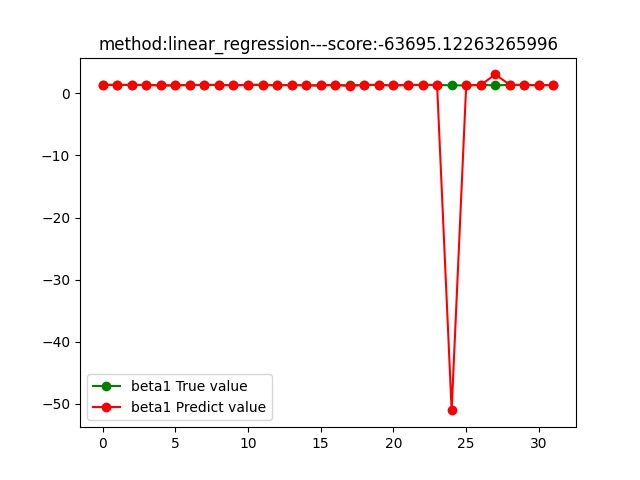 method:linear_regression---score:-63695.12263265996
0
−10
−20
−30
−40
−50
beta1 True value
beta1 Predict value
0 5 10 15 20 25 30